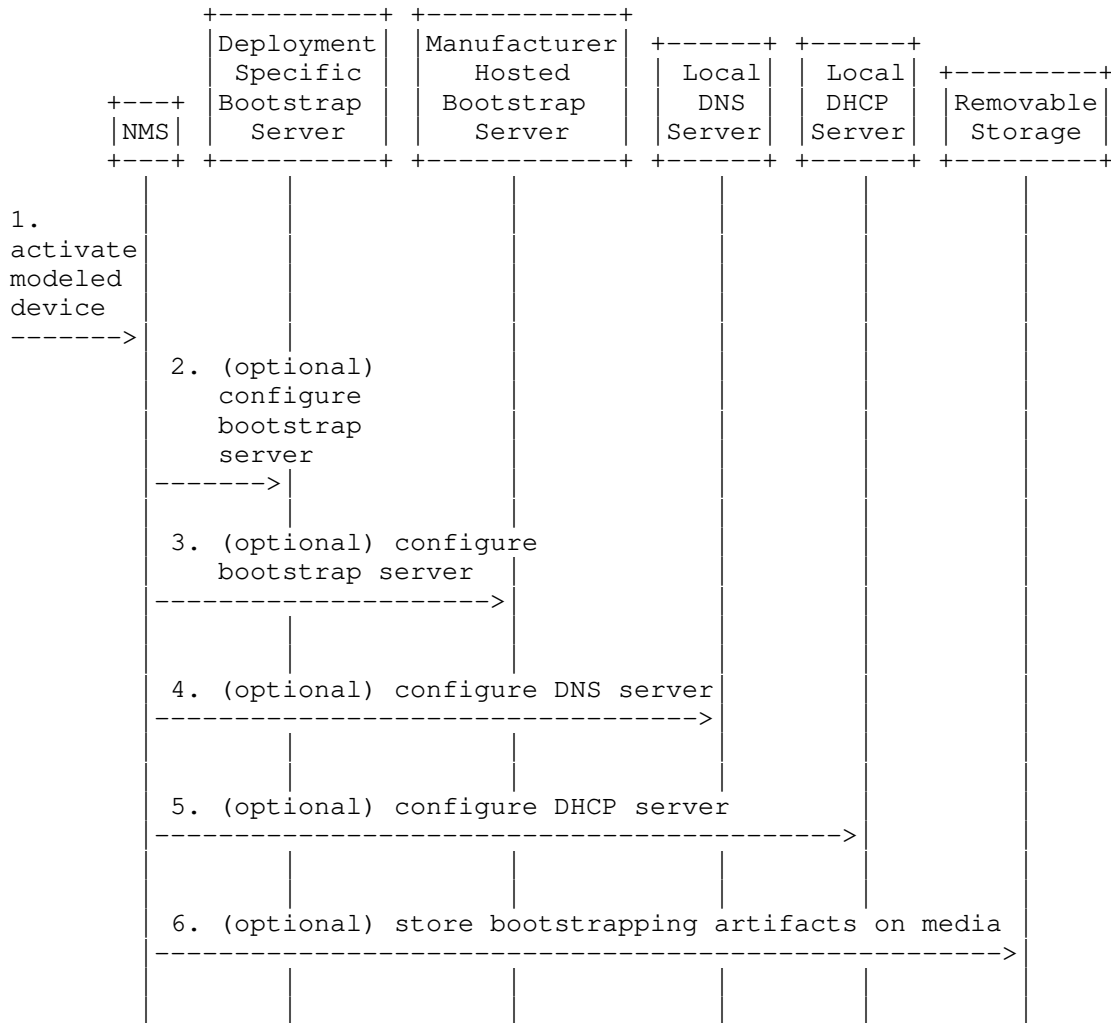 Deployment Specific Bootstrap Server
Manufacturer Hosted Bootstrap Server
Local DNS Server
Local DHCP Server
Removable Storage
NMS
1.
activate
modeled
device
2. (optional)
configure
bootstrap
server
3. (optional) configure
bootstrap server
4. (optional) configure DNS server
5. (optional) configure DHCP server
6. (optional) store bootstrapping artifacts on media